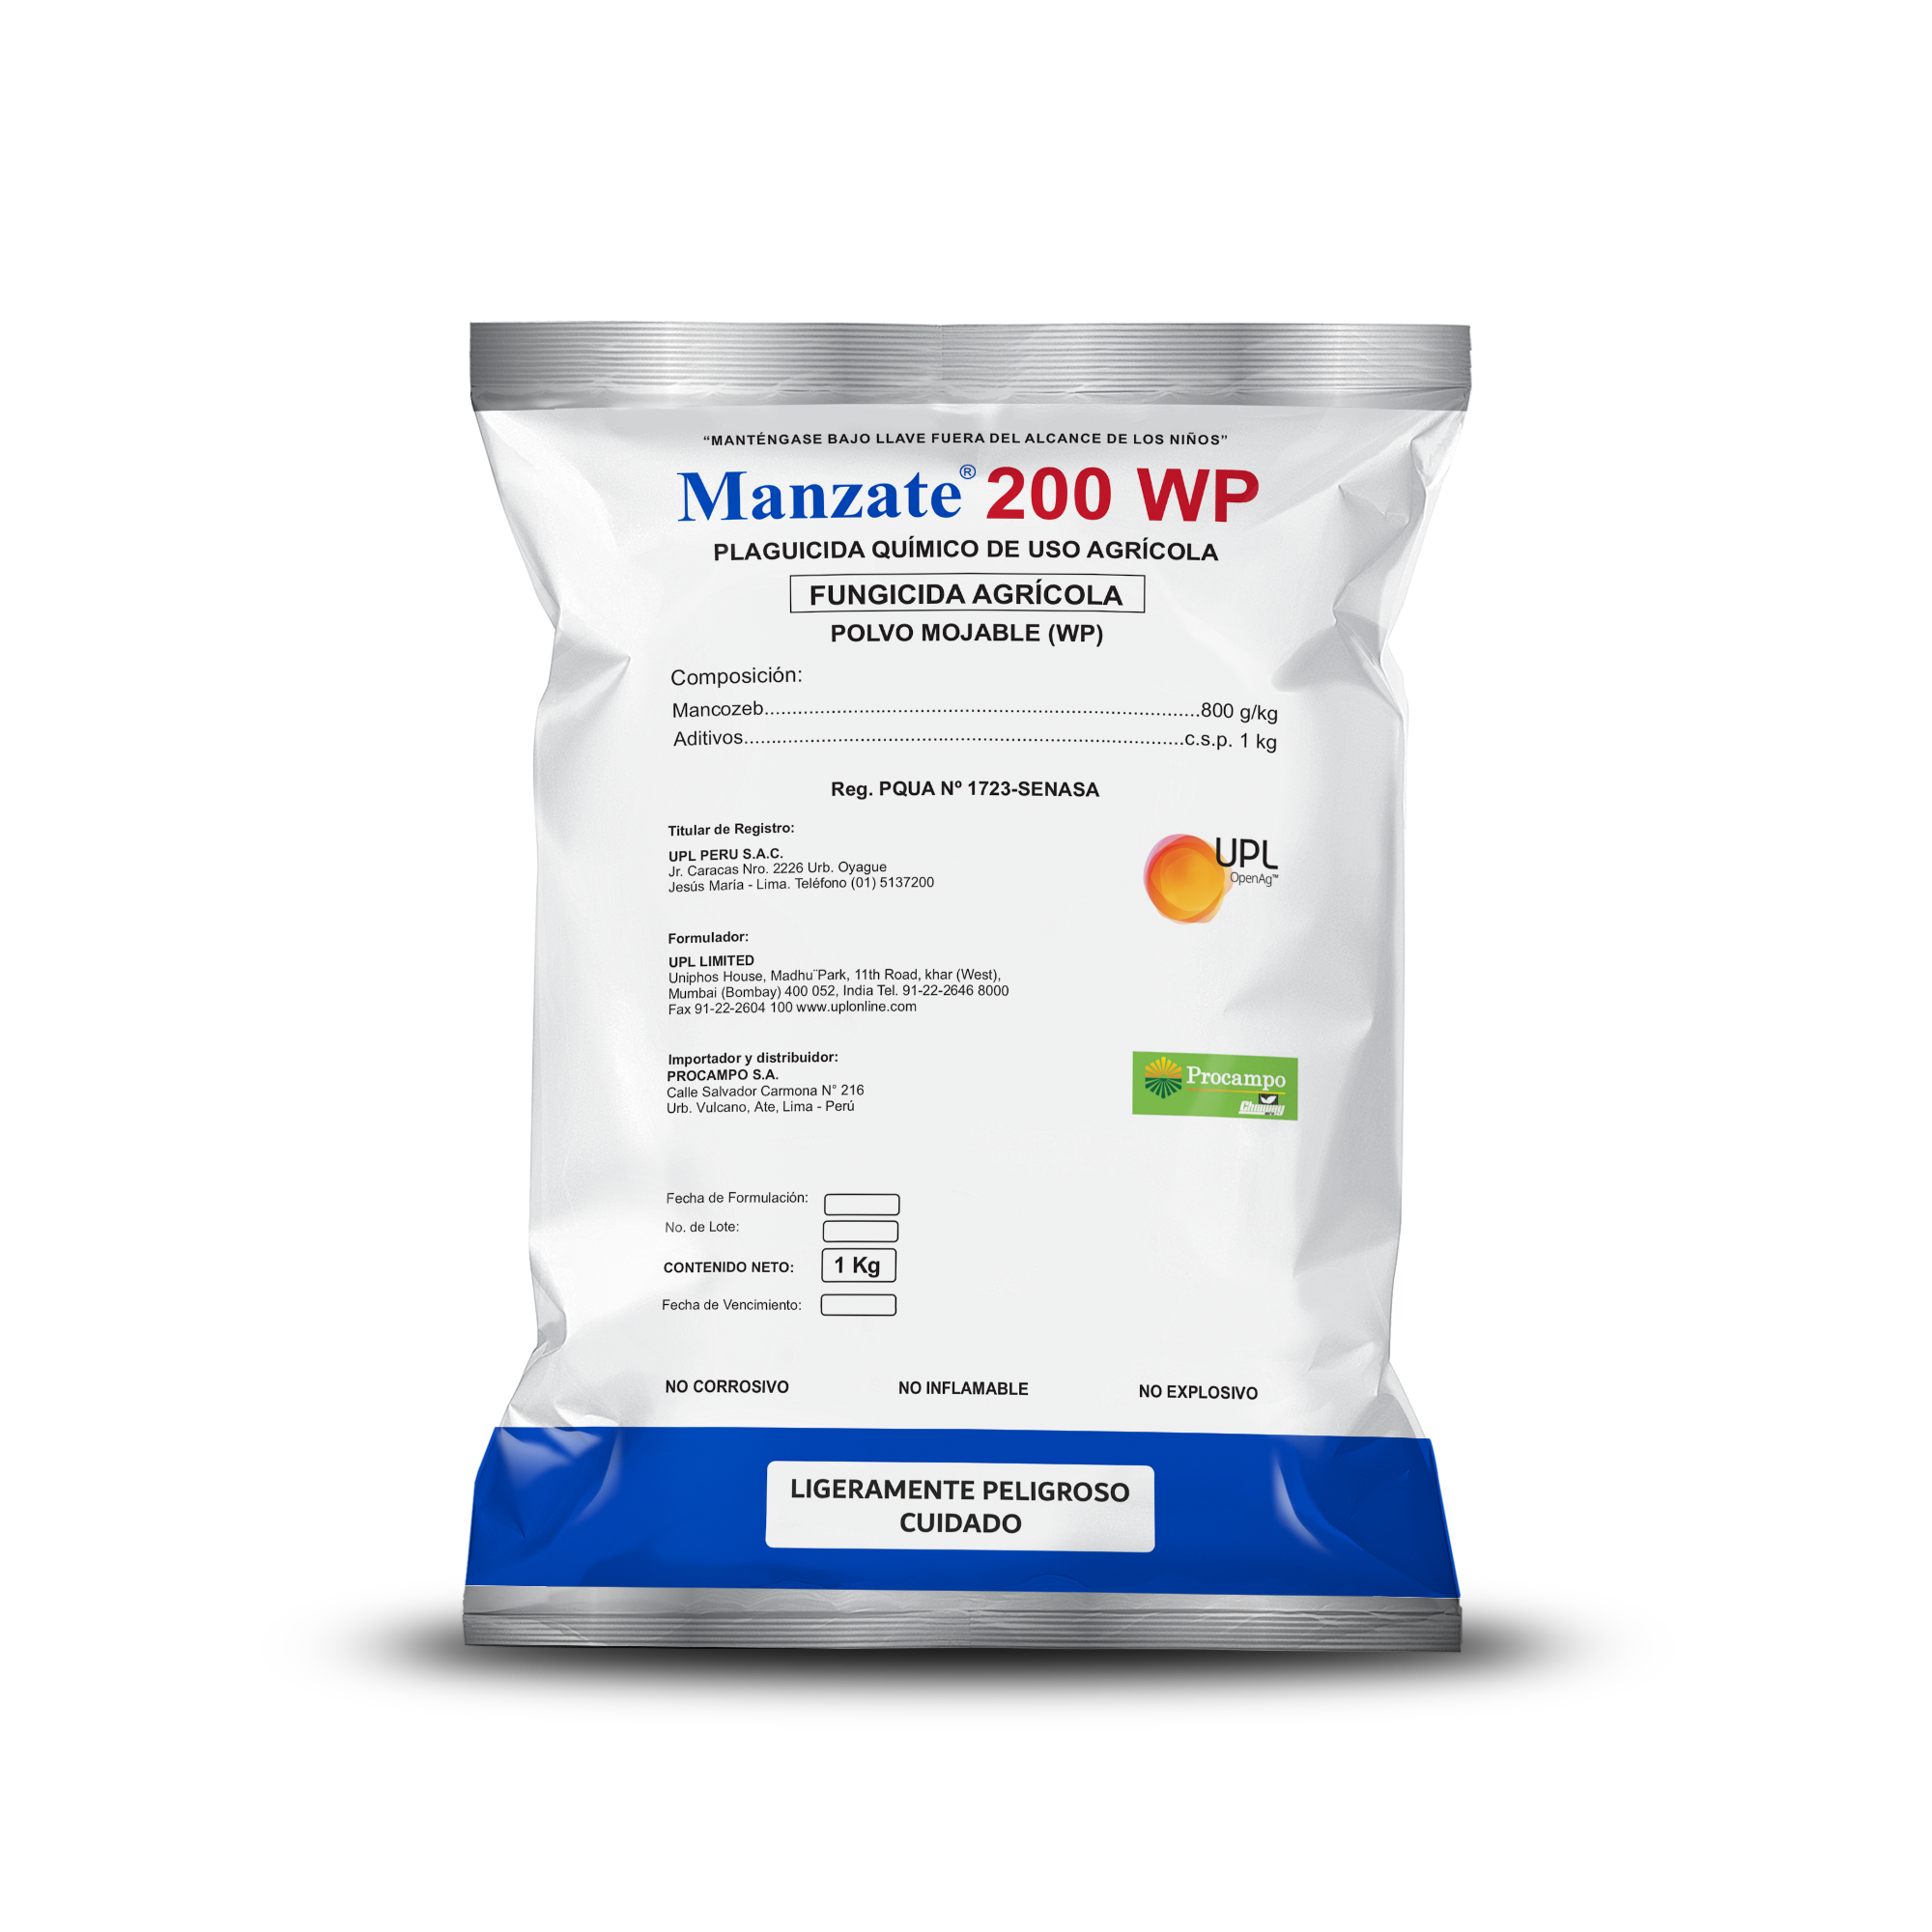 “MANTÉNGASE BAJO LLAVE FUERA DEL ALCANCE DE LOS NIÑOS”
Manzate® 200 WP
PLAGUICIDA QUÍMICO DE USO AGRÍCOLA
FUNGICIDA AGRÍCOLA
POLVO MOJABLE (WP)
Composición:
Mancozeb..........800 g/kg
Aditivos..........c.s.p. 1 kg
Reg. PQUA Nº 1723-SENASA
Titular de Registro:
UPL PERU S.A.C.
Jr. Caracas Nro. 2226 Urb. Oyague
Jesús María - Lima. Teléfono (01) 5137200
UPL
OpenAg™
Formulador:
UPL LIMITED
Uniphos House, Madhu¨Park, 11th Road, khar (West),
Mumbai (Bombay) 400 052, India Tel. 91-22-2646 8000
Fax 91-22-2604 100 www.uplonline.com
Importador y distribuidor:
PROCAMPO S.A.
Calle Salvador Carmona N° 216
Urb. Vulcano, Ate, Lima - Perú
Procampo
Fecha de Formulación:
No. de Lote:
CONTENIDO NETO: 1 Kg
Fecha de Vencimiento:
NO CORROSIVO NO INFLAMABLE NO EXPLOSIVO
LIGERAMENTE PELIGROSO
CUIDADO